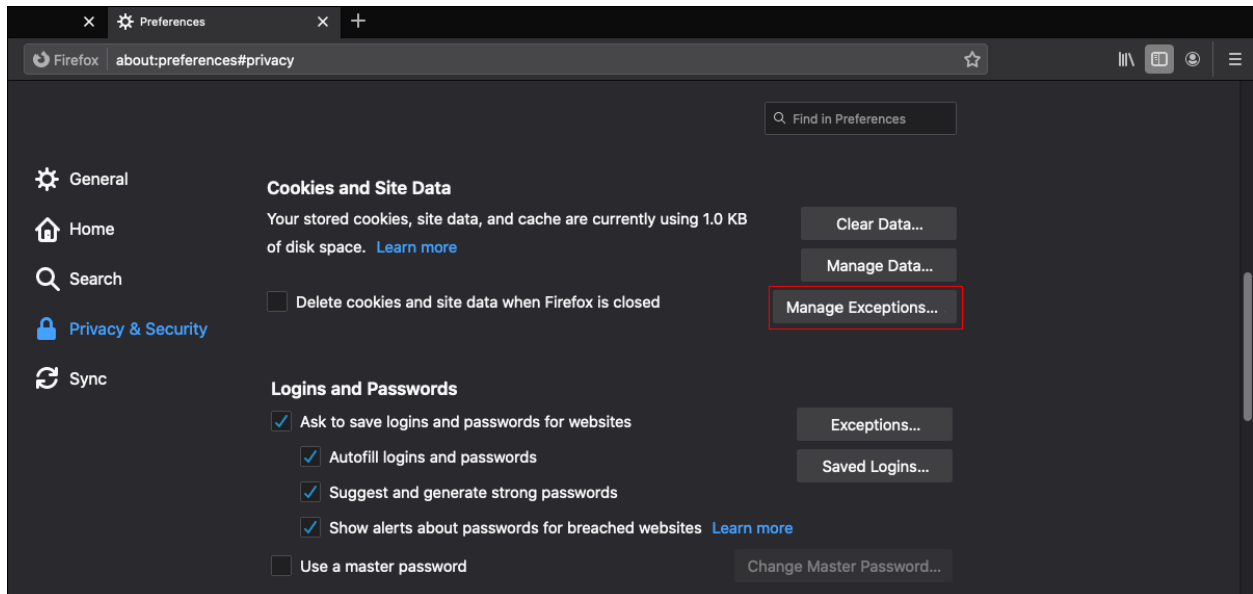 Preferences
Firefox about:preferences#privacy
Find in Preferences
General
Home
Search
Privacy & Security
Sync
Cookies and Site Data
Your stored cookies, site data, and cache are currently using 1.0 KB
of disk space. Learn more
Clear Data...
Manage Data...
Delete cookies and site data when Firefox is closed
Manage Exceptions...
Logins and Passwords
Ask to save logins and passwords for websites
Exceptions...
Autofill logins and passwords
Saved Logins...
Suggest and generate strong passwords
Show alerts about passwords for breached websites Learn more
Use a master password
Change Master Password...